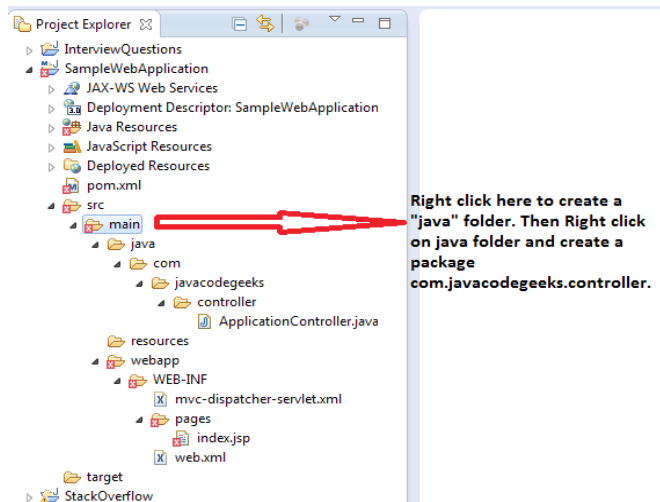 Project Explorer
InterviewQuestions
SampleWebApplication
JAX-WS Web Services
Deployment Descriptor: SampleWebApplication
Java Resources
JavaScript Resources
Deployed Resources
pom.xml
src
main
java
com
javacodegeeks
controller
ApplicationController.java
resources
webapp
WEB-INF
mvc-dispatcher-servlet.xml
pages
index.jsp
web.xml
target
StackOverflow
Right click here to create a
"java" folder. Then Right click
on java folder and create a
package
com.javacodegeeks.controller.